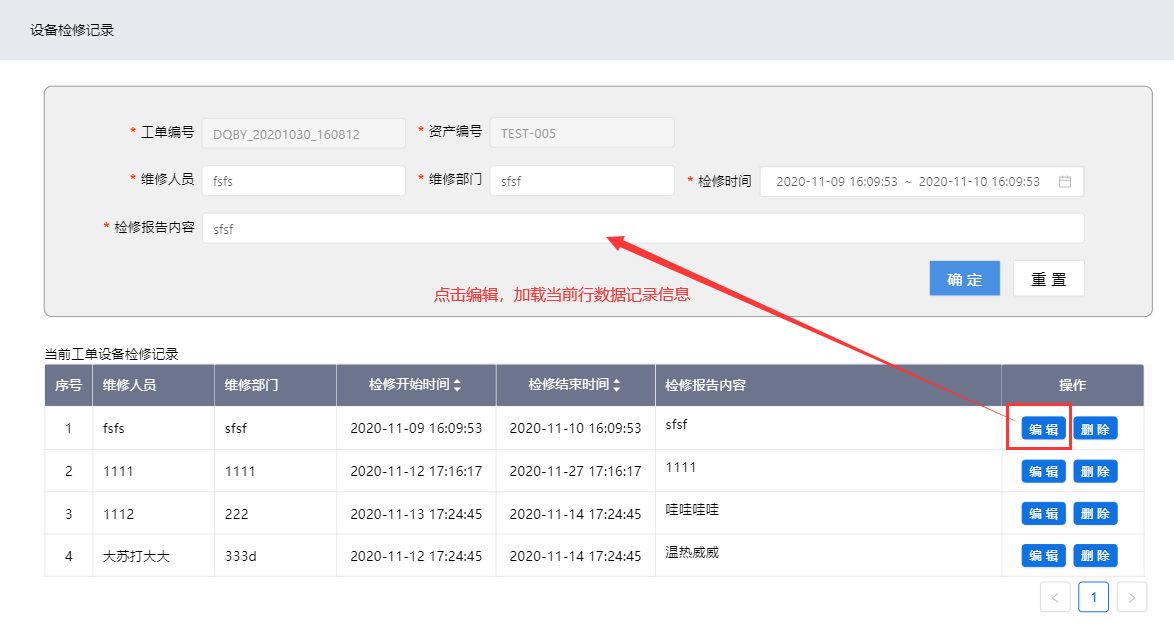 设备检修记录
* 工单编号 DQBY_20201030_160812 * 资产编号 TEST-005
* 维修人员 fsfs * 维修部门 sfsf * 检修时间 2020-11-09 16:09:53 ~ 2020-11-10 16:09:53
* 检修报告内容 sfsf
确 定 重 置
点击编辑，加载当前行数据记录信息
当前工单设备检修记录
序号 维修人员 维修部门 检修开始时间 检修结束时间 检修报告内容 操作
1 fsfs sfsf 2020-11-09 16:09:53 2020-11-10 16:09:53 sfsf 编 辑 删 除
2 1111 1111 2020-11-12 17:16:17 2020-11-27 17:16:17 1111 编 辑 删 除
3 1112 222 2020-11-13 17:24:45 2020-11-14 17:24:45 哇哇哇哇 编 辑 删 除
4 大苏打大大 333d 2020-11-12 17:24:45 2020-11-14 17:24:45 温热威威 编 辑 删 除
< 1 >